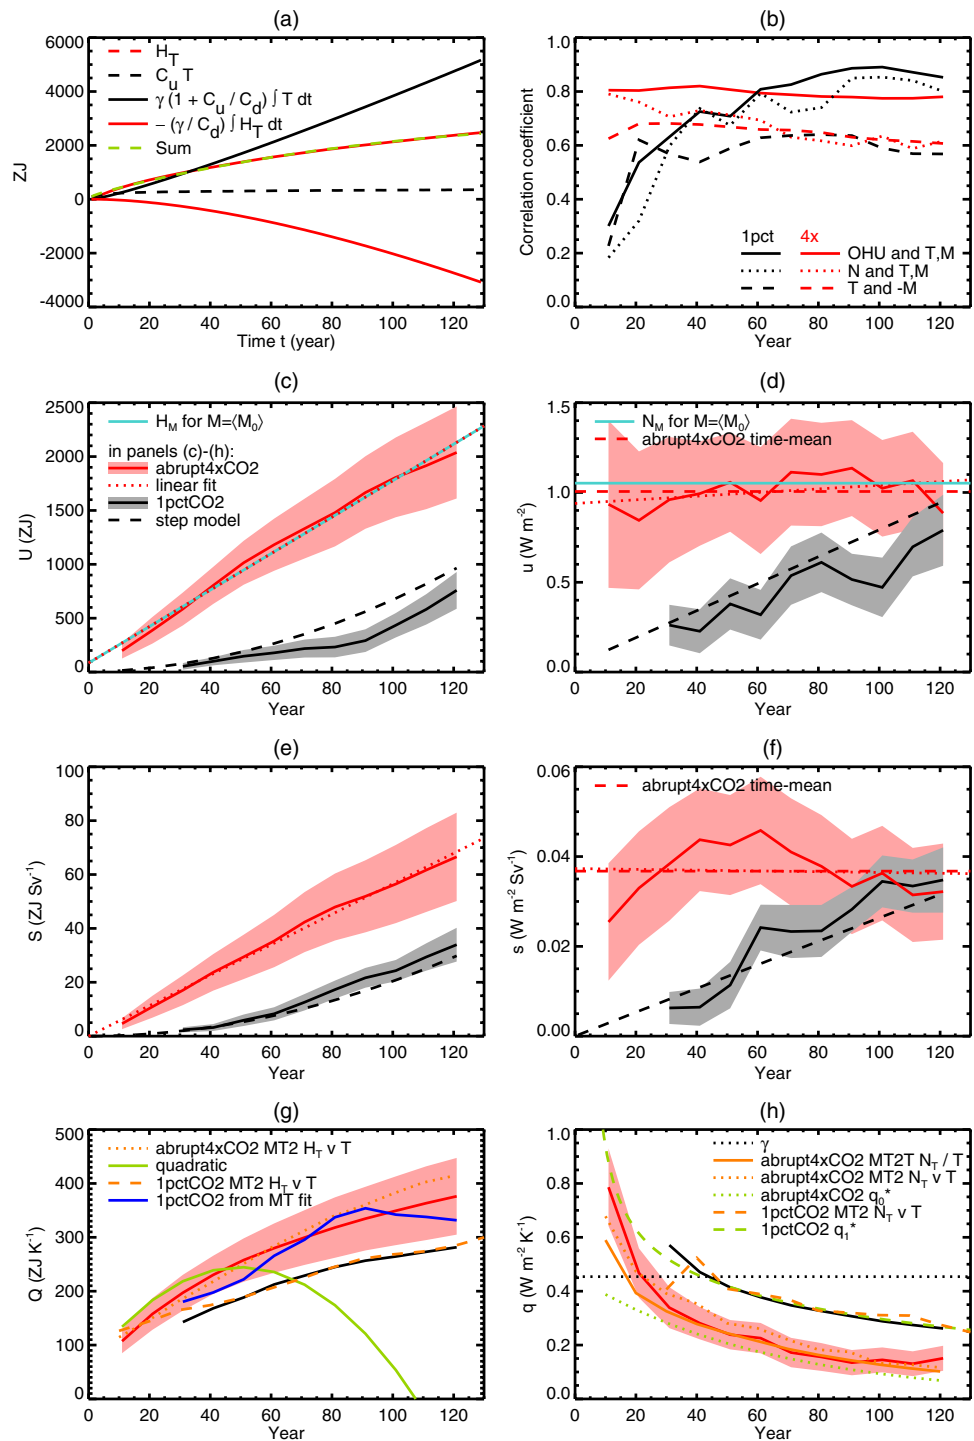 (a)
6000
4000
2000
0
-2000
-4000
ZJ
H_T
C_u T
γ (1 + C_u / C_d) ∫ T dt
− (γ / C_d) ∫ H_T dt
Sum
0 20 40 60 80 100 120
Time t (year)
(b)
1.0
0.8
0.6
0.4
0.2
0.0
Correlation coefficient
1pct 4x
OHU and T,M
N and T,M
T and -M
0 20 40 60 80 100 120
Year
(c)
2500
2000
1500
1000
500
0
U (ZJ)
H_M for M=⟨M_0⟩
in panels (c)-(h):
abrupt4xCO2
linear fit
1pctCO2
step model
0 20 40 60 80 100 120
Year
(d)
1.5
1.0
0.5
0.0
u (W m⁻²)
N_M for M=⟨M_0⟩
abrupt4xCO2 time-mean
0 20 40 60 80 100 120
Year
(e)
100
80
60
40
20
0
S (ZJ Sv⁻¹)
0 20 40 60 80 100 120
Year
(f)
0.06
0.04
0.02
0.00
s (W m⁻² Sv⁻¹)
abrupt4xCO2 time-mean
0 20 40 60 80 100 120
Year
(g)
500
400
300
200
100
0
Q (ZJ K⁻¹)
abrupt4xCO2 MT2 H_T v T
quadratic
1pctCO2 MT2 H_T v T
1pctCO2 from MT fit
0 20 40 60 80 100 120
Year
(h)
1.0
0.8
0.6
0.4
0.2
0.0
q (W m⁻² K⁻¹)
γ
abrupt4xCO2 MT2T N_T / T
abrupt4xCO2 MT2 N_T v T
abrupt4xCO2 q_0*
1pctCO2 MT2 N_T v T
1pctCO2 q_1*
0 20 40 60 80 100 120
Year